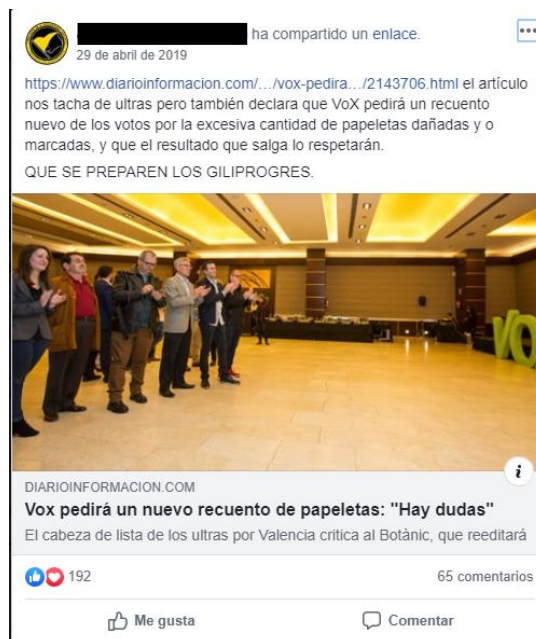 ha compartido un enlace.
29 de abril de 2019
https://www.diarioinformacion.com/.../vox-pedira.../2143706.html el artículo
nos tacha de ultras pero también declara que VoX pedirá un recuento
nuevo de los votos por la excesiva cantidad de papeletas dañadas y o
marcadas, y que el resultado que salga lo respetarán.
QUE SE PREPAREN LOS GILIPROGRES.
VO
i
DIARIOINFORMACION.COM
Vox pedirá un nuevo recuento de papeletas: "Hay dudas"
El cabeza de lista de los ultras por Valencia critica al Botànic, que reeditará
192
65 comentarios
Me gusta
Comentar